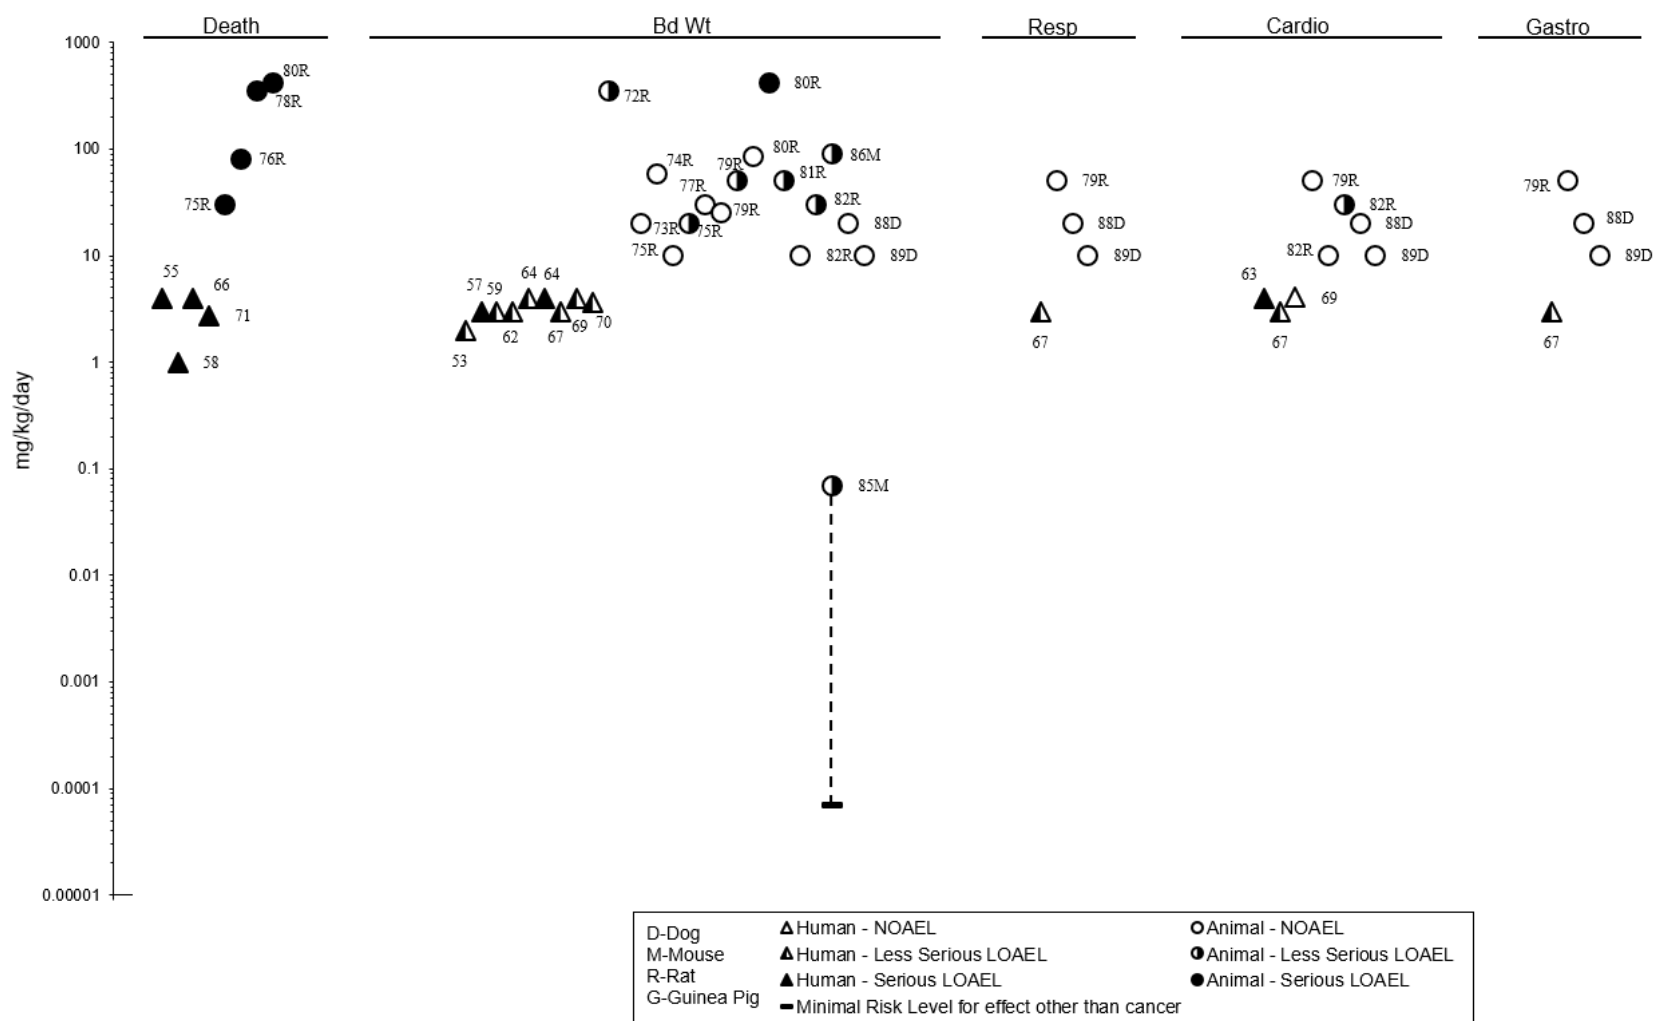 Death Bd Wt Resp Cardio Gastro
1000
80R
80R
72R
78R
100
80R
86M
74R
76R
79R
81R
79R
79R
79R
77R
75R
82R
82R
79R
88D
73R
75R
88D
88D
88D
75R
82R
89D
89D
82R
89D
89D
10
55
66
57
59
64
64
63
69
71
62
67
69
70
67
67
67
53
58
1
mg/kg/day
0.1
85M
0.01
0.001
0.0001
0.00001
D-Dog
M-Mouse
R-Rat
G-Guinea Pig
Human - NOAEL
Human - Less Serious LOAEL
Human - Serious LOAEL
Minimal Risk Level for effect other than cancer
Animal - NOAEL
Animal - Less Serious LOAEL
Animal - Serious LOAEL